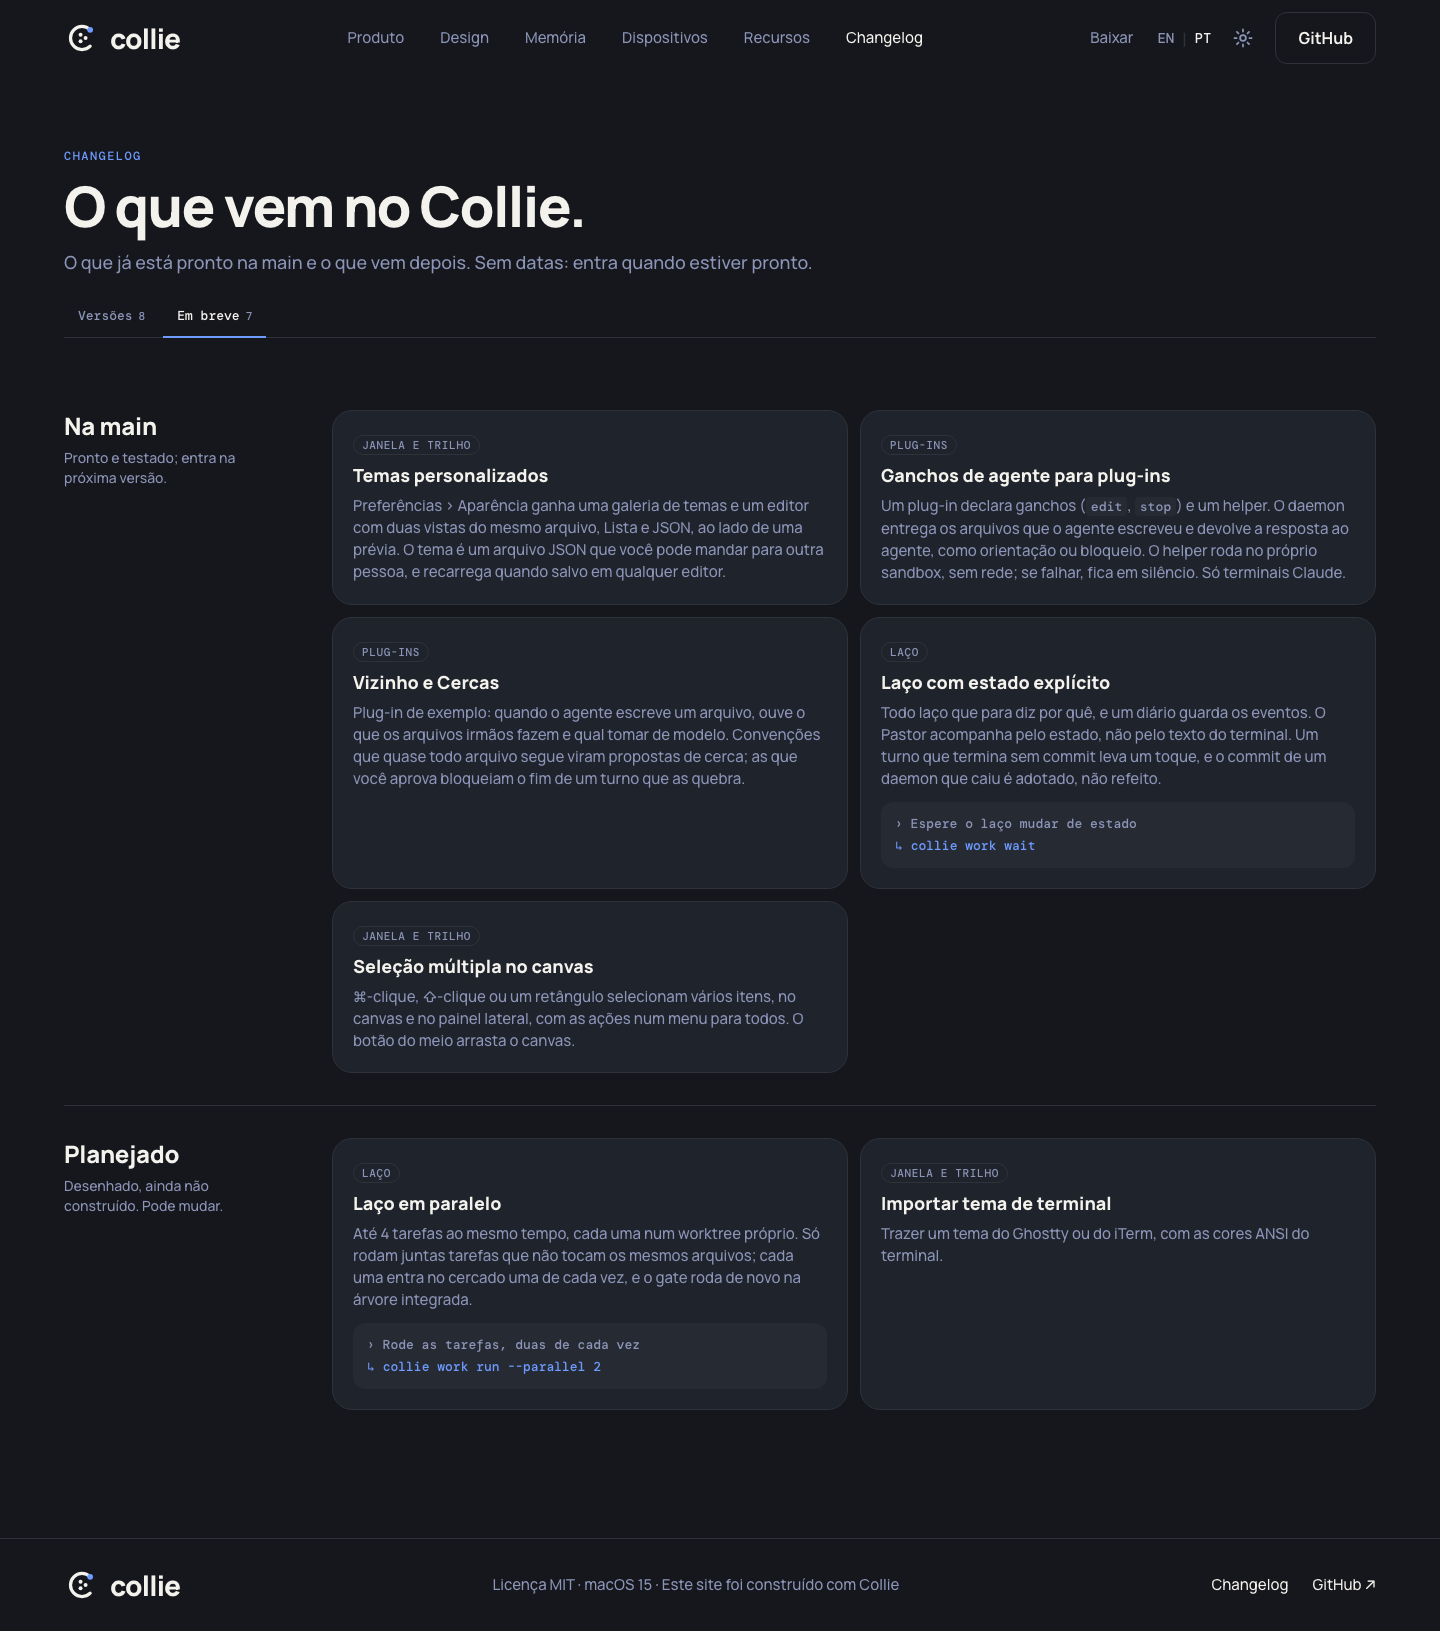 collie
Produto
Design
Memória
Dispositivos
Recursos
Changelog
Baixar
EN | PT
GitHub
CHANGELOG
O que vem no Collie.
O que já está pronto na main e o que vem depois. Sem datas: entra quando estiver pronto.
Versões 8
Em breve 7
Na main
Pronto e testado; entra na
próxima versão.
JANELA E TRILHO
Temas personalizados
Preferências › Aparência ganha uma galeria de temas e um editor
com duas vistas do mesmo arquivo, Lista e JSON, ao lado de uma
prévia. O tema é um arquivo JSON que você pode mandar para outra
pessoa, e recarrega quando salvo em qualquer editor.
PLUG-INS
Ganchos de agente para plug-ins
Um plug-in declara ganchos ( edit , stop ) e um helper. O daemon
entrega os arquivos que o agente escreveu e devolve a resposta ao
agente, como orientação ou bloqueio. O helper roda no próprio
sandbox, sem rede; se falhar, fica em silêncio. Só terminais Claude.
PLUG-INS
Vizinho e Cercas
Plug-in de exemplo: quando o agente escreve um arquivo, ouve o
que os arquivos irmãos fazem e qual tomar de modelo. Convenções
que quase todo arquivo segue viram propostas de cerca; as que
você aprova bloqueiam o fim de um turno que as quebra.
LAÇO
Laço com estado explícito
Todo laço que para diz por quê, e um diário guarda os eventos. O
Pastor acompanha pelo estado, não pelo texto do terminal. Um
turno que termina sem commit leva um toque, e o commit de um
daemon que caiu é adotado, não refeito.
› Espere o laço mudar de estado
↳ collie work wait
JANELA E TRILHO
Seleção múltipla no canvas
⌘-clique, ⇧-clique ou um retângulo selecionam vários itens, no
canvas e no painel lateral, com as ações num menu para todos. O
botão do meio arrasta o canvas.
Planejado
Desenhado, ainda não
construído. Pode mudar.
LAÇO
Laço em paralelo
Até 4 tarefas ao mesmo tempo, cada uma num worktree próprio. Só
rodam juntas tarefas que não tocam os mesmos arquivos; cada
uma entra no cercado uma de cada vez, e o gate roda de novo na
árvore integrada.
› Rode as tarefas, duas de cada vez
↳ collie work run --parallel 2
JANELA E TRILHO
Importar tema de terminal
Trazer um tema do Ghostty ou do iTerm, com as cores ANSI do
terminal.
collie
Licença MIT · macOS 15 · Este site foi construído com Collie
Changelog
GitHub ↗